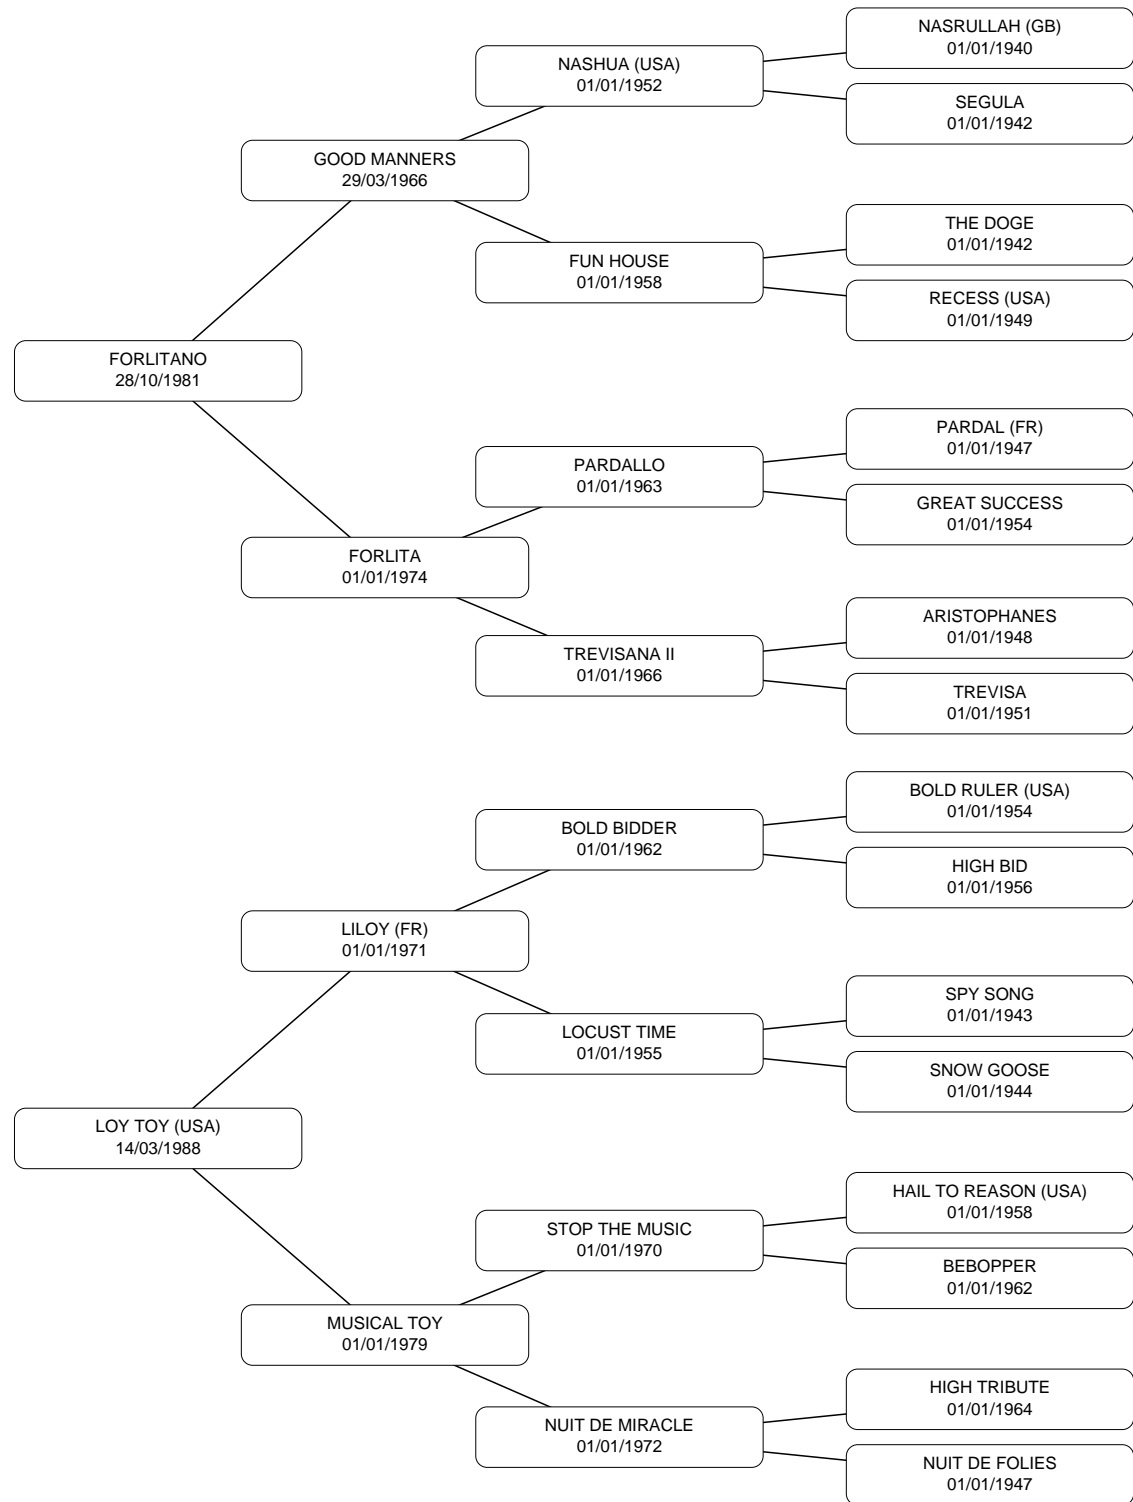 NASRULLAH (GB)
01/01/1940
NASHUA (USA)
01/01/1952
SEGULA
01/01/1942
GOOD MANNERS
29/03/1966
THE DOGE
01/01/1942
FUN HOUSE
01/01/1958
RECESS (USA)
01/01/1949
FORLITANO
28/10/1981
PARDAL (FR)
01/01/1947
PARDALLO
01/01/1963
GREAT SUCCESS
01/01/1954
FORLITA
01/01/1974
ARISTOPHANES
01/01/1948
TREVISANA II
01/01/1966
TREVISA
01/01/1951
BOLD RULER (USA)
01/01/1954
BOLD BIDDER
01/01/1962
HIGH BID
01/01/1956
LILOY (FR)
01/01/1971
SPY SONG
01/01/1943
LOCUST TIME
01/01/1955
SNOW GOOSE
01/01/1944
LOY TOY (USA)
14/03/1988
HAIL TO REASON (USA)
01/01/1958
STOP THE MUSIC
01/01/1970
BEBOPPER
01/01/1962
MUSICAL TOY
01/01/1979
HIGH TRIBUTE
01/01/1964
NUIT DE MIRACLE
01/01/1972
NUIT DE FOLIES
01/01/1947